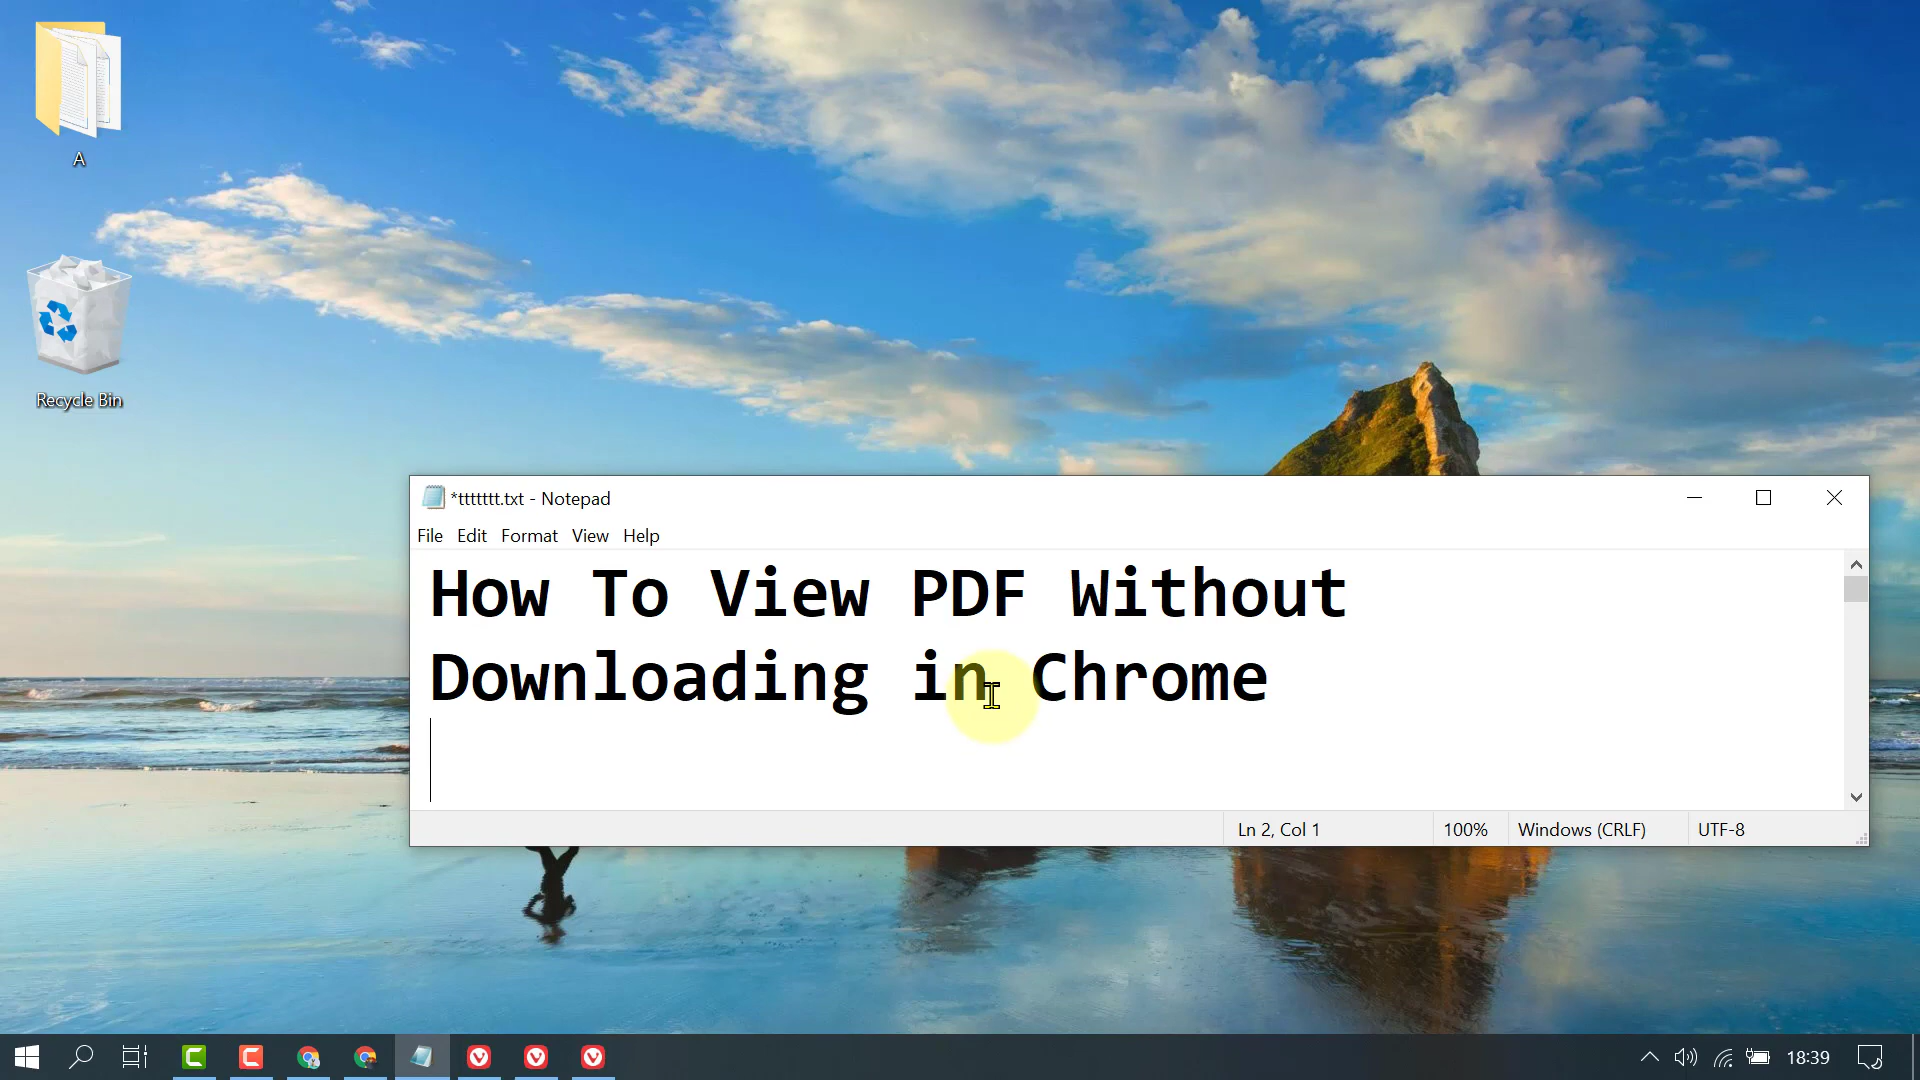 A
Recycle Bin
*ttttttt.txt - Notepad
File Edit Format View Help
How To View PDF Without
Downloading in Chrome
Ln 2, Col 1 100% Windows (CRLF) UTF-8
18:39